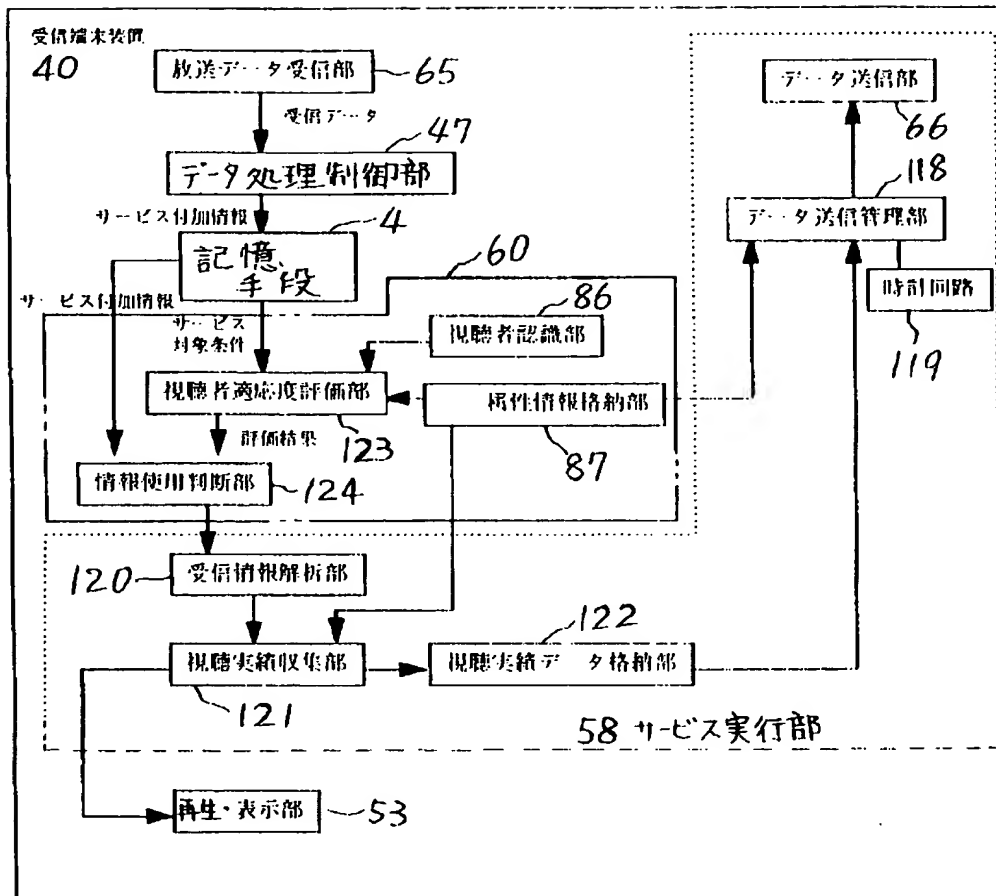 受信端末装置
40
放送データ受信部
65
受信データ
47
データ処理制御部
サービス付加情報
4
記憶
手段
サービス付加情報
サービス
対象条件
60
86
視聴者認識部
視聴者適応度評価部
123
評価結果
属性情報格納部
87
情報使用判断部
124
データ送信部
66
118
データ送信管理部
時計回路
119
120
受信情報解析部
視聴実績収集部
121
122
視聴実績データ格納部
58 サービス実行部
再生・表示部
53